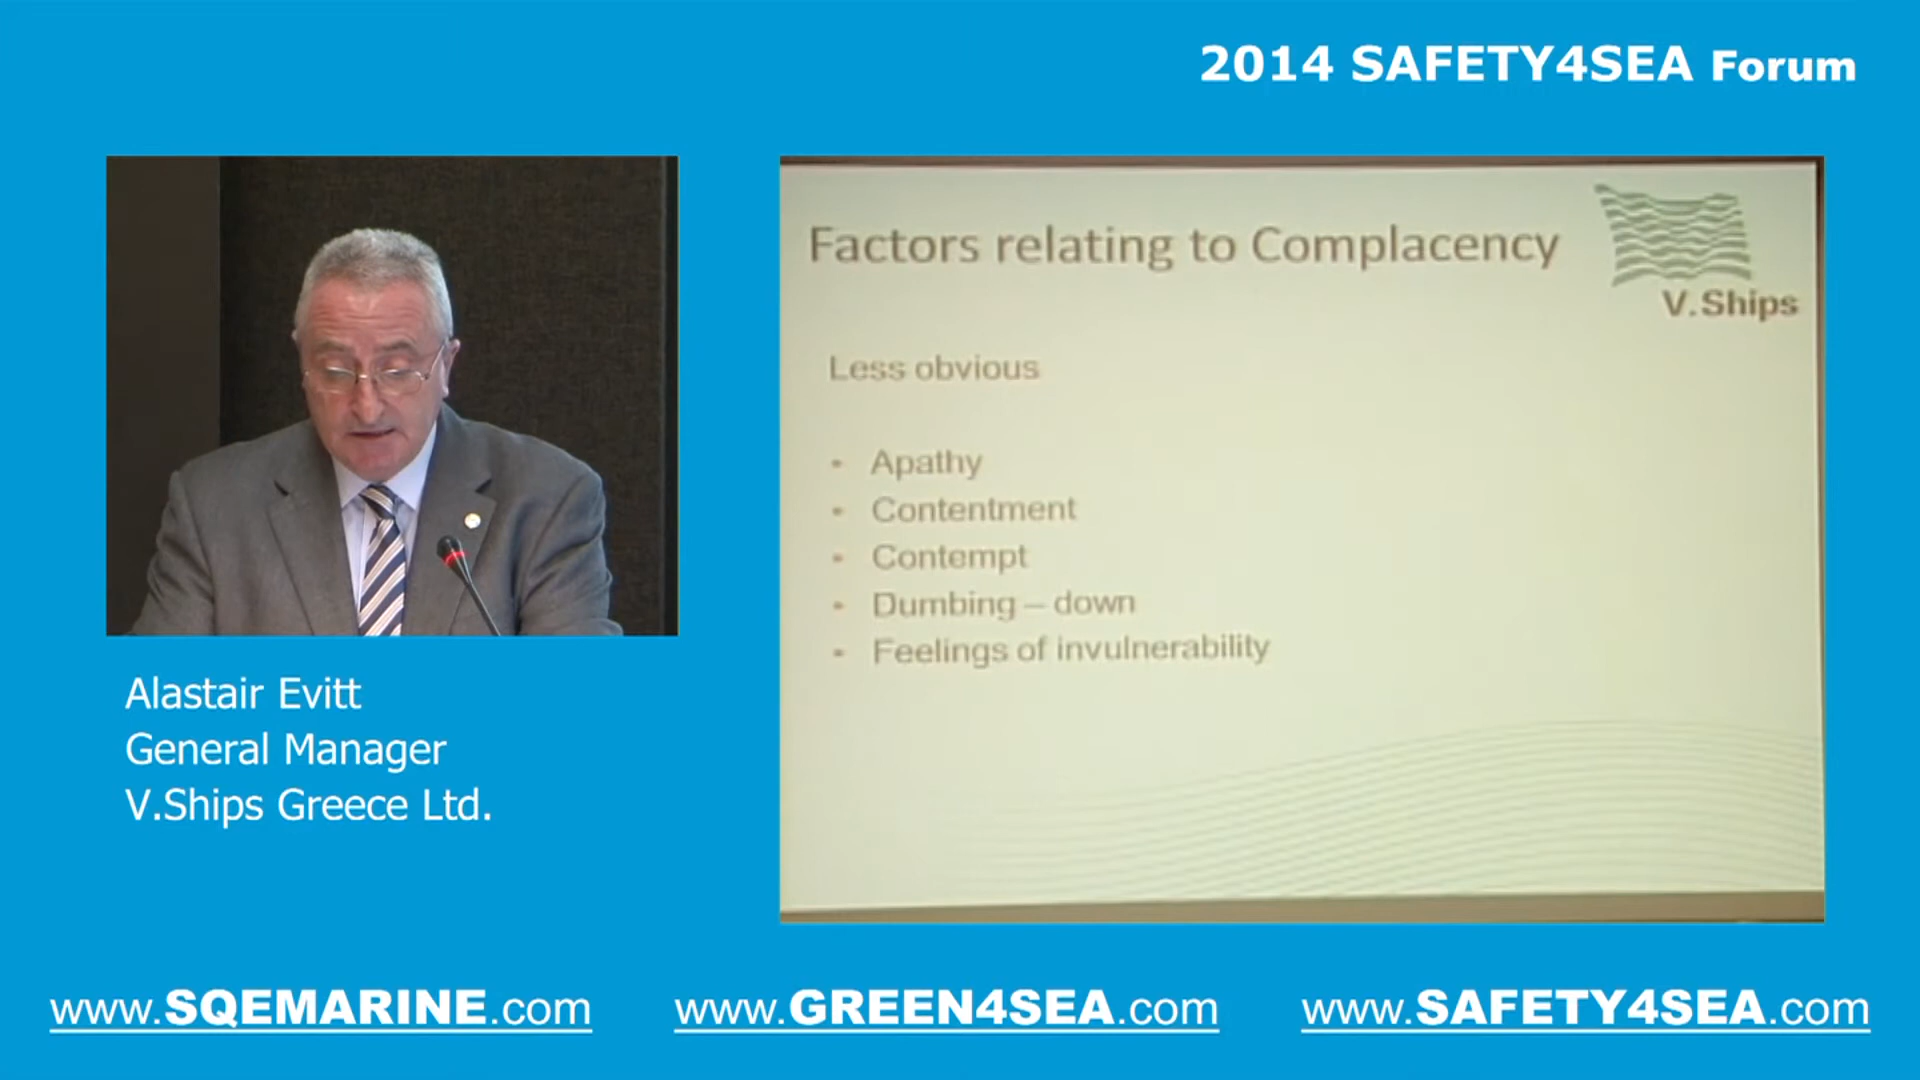 2014 SAFETY4SEA Forum
Factors relating to Complacency
V.Ships
Less obvious
• Apathy
• Contentment
• Contempt
• Dumbing – down
• Feelings of invulnerability
Alastair Evitt
General Manager
V.Ships Greece Ltd.
www.SQEMARINE.com
www.GREEN4SEA.com
www.SAFETY4SEA.com